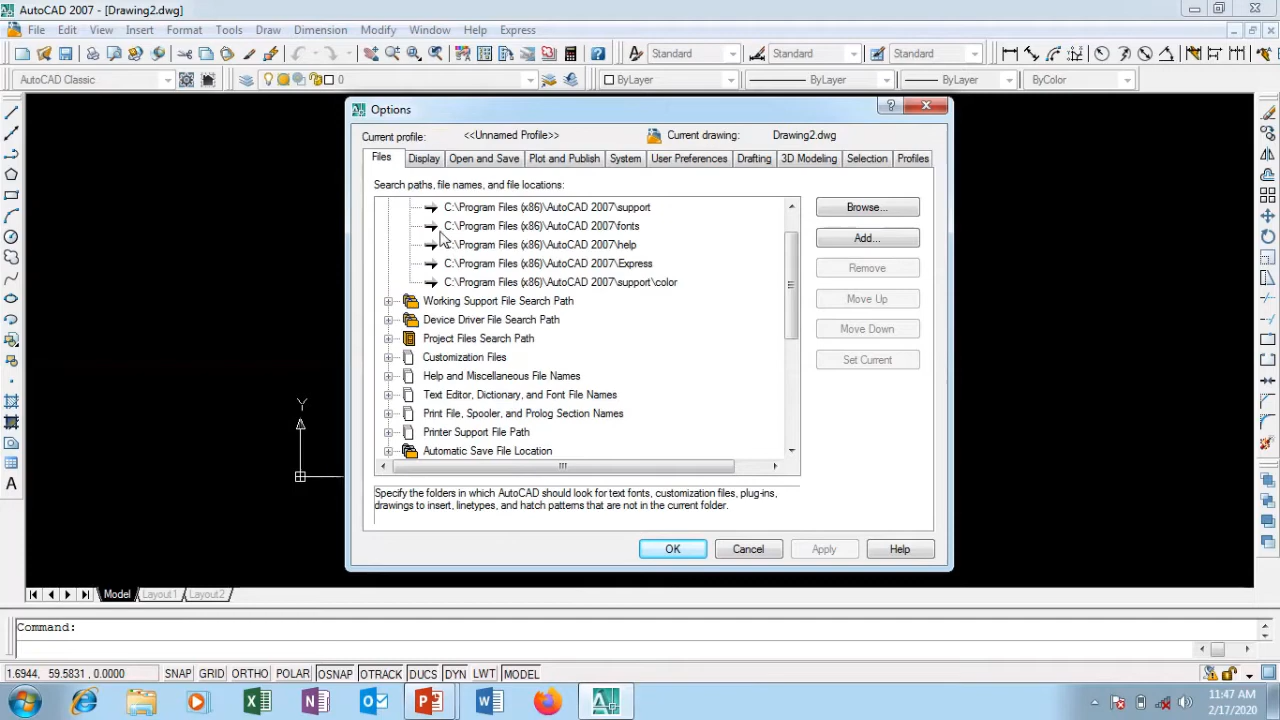 AutoCAD 2007 - [Drawing2.dwg]
File Edit View Insert Format Tools Draw Dimension Modify Window Help Express
Standard Standard Standard
AutoCAD Classic 0 ByLayer ByLayer ByLayer ByColor
Options
Current profile: <<Unnamed Profile>> Current drawing: Drawing2.dwg
Files Display Open and Save Plot and Publish System User Preferences Drafting 3D Modeling Selection Profiles
Search paths, file names, and file locations:
C:\Program Files (x86)\AutoCAD 2007\support
C:\Program Files (x86)\AutoCAD 2007\fonts
C:\Program Files (x86)\AutoCAD 2007\help
C:\Program Files (x86)\AutoCAD 2007\Express
C:\Program Files (x86)\AutoCAD 2007\support\color
Working Support File Search Path
Device Driver File Search Path
Project Files Search Path
Customization Files
Help and Miscellaneous File Names
Text Editor, Dictionary, and Font File Names
Print File, Spooler, and Prolog Section Names
Printer Support File Path
Automatic Save File Location
Browse...
Add...
Remove
Move Up
Move Down
Set Current
Specify the folders in which AutoCAD should look for text fonts, customization files, plug-ins,
drawings to insert, linetypes, and hatch patterns that are not in the current folder.
OK Cancel Apply Help
Y
A
Model Layout1 Layout2
Command:
1.6944, 59.5831, 0.0000 SNAP GRID ORTHO POLAR OSNAP OTRACK DUCS DYN LWT MODEL
11:47 AM
2/17/2020